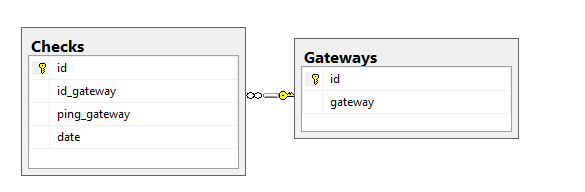 Checks
id
id_gateway
ping_gateway
date
Gateways
id
gateway